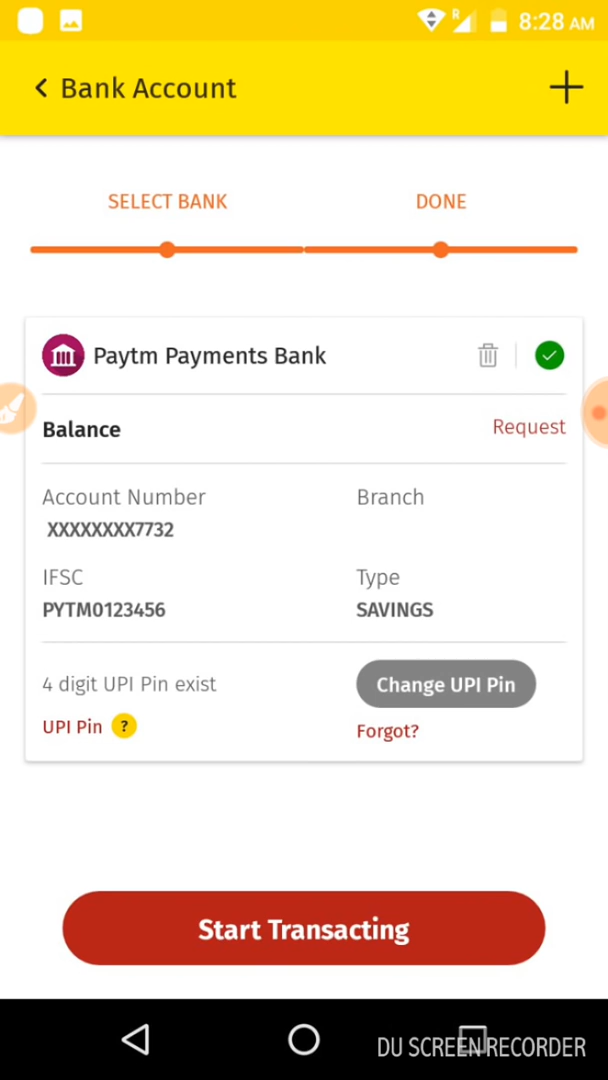 R 8:28 AM
Bank Account
SELECT BANK DONE
Paytm Payments Bank
Balance Request
Account Number Branch
XXXXXXXX7732
IFSC Type
PYTM0123456 SAVINGS
4 digit UPI Pin exist Change UPI Pin
UPI Pin ? Forgot?
Start Transacting
DU SCREEN RECORDER